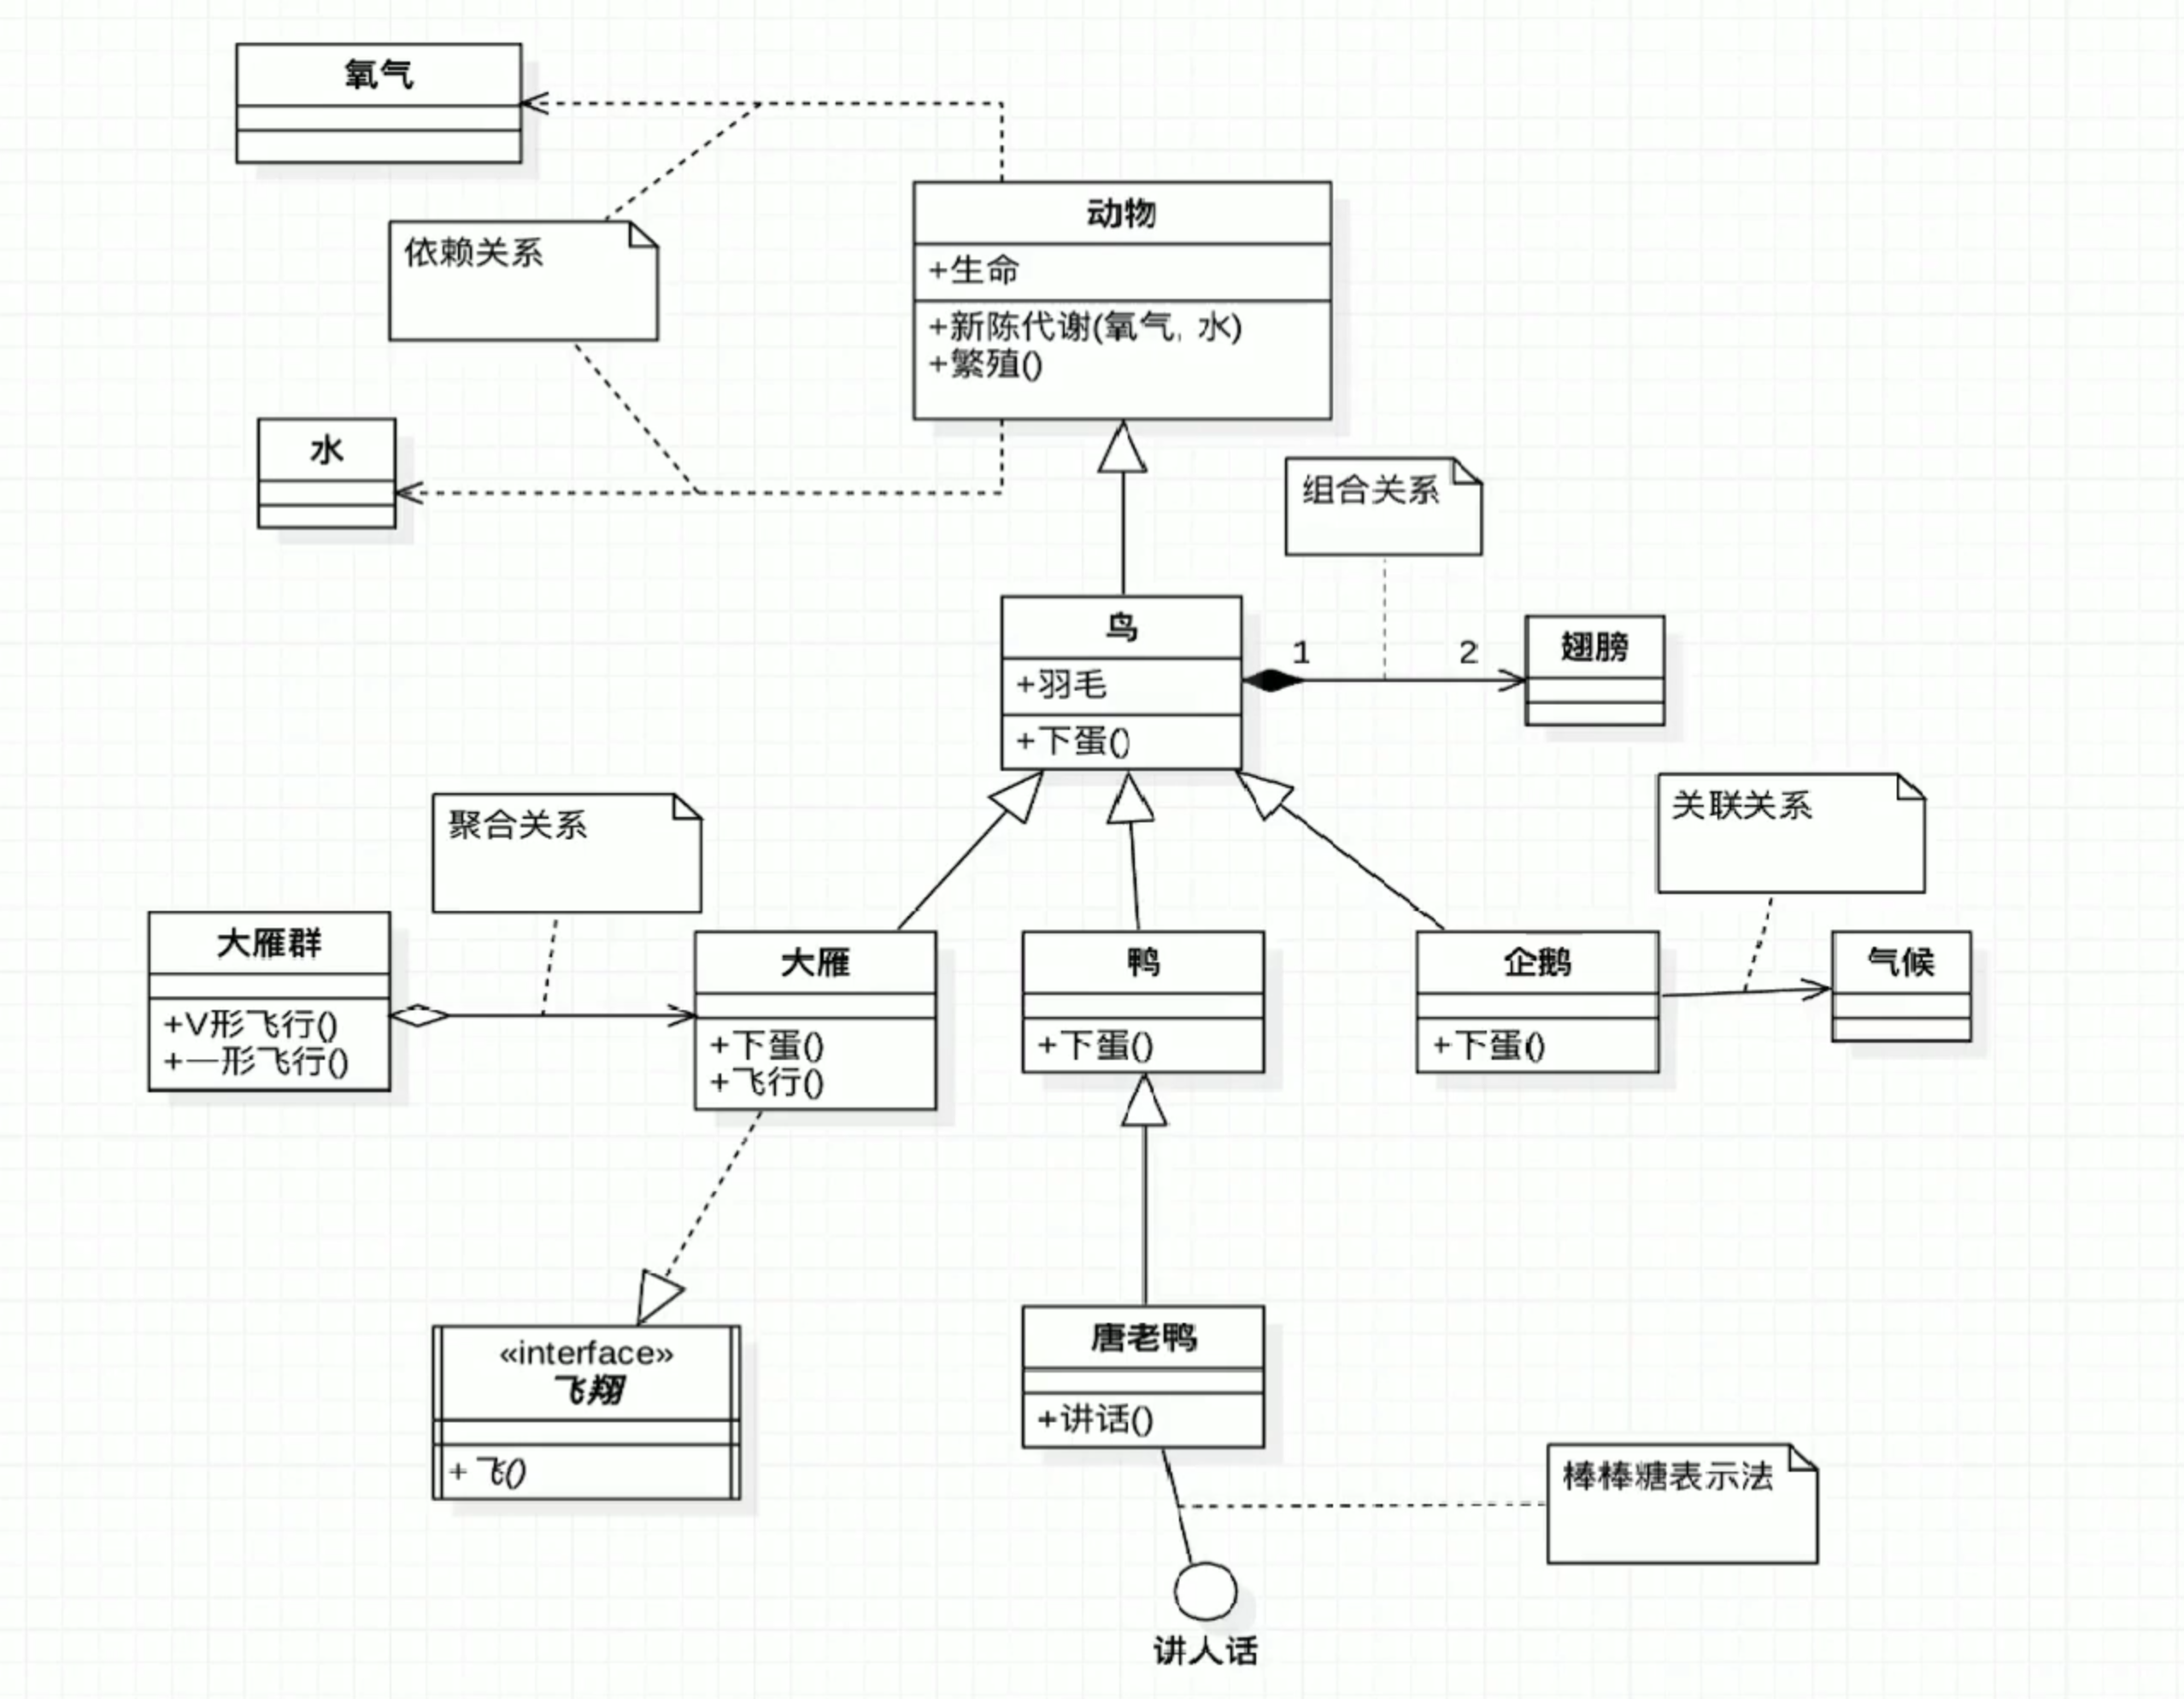 氧气
依赖关系
水
动物
+生命
+新陈代谢(氧气, 水)
+繁殖()
组合关系
鸟
+羽毛
+下蛋()
1
2
翅膀
聚合关系
关联关系
大雁群
+V形飞行()
+一形飞行()
大雁
+下蛋()
+飞行()
鸭
+下蛋()
企鹅
+下蛋()
气候
«interface»
飞翔
+ 飞()
唐老鸭
+讲话()
棒棒糖表示法
讲人话